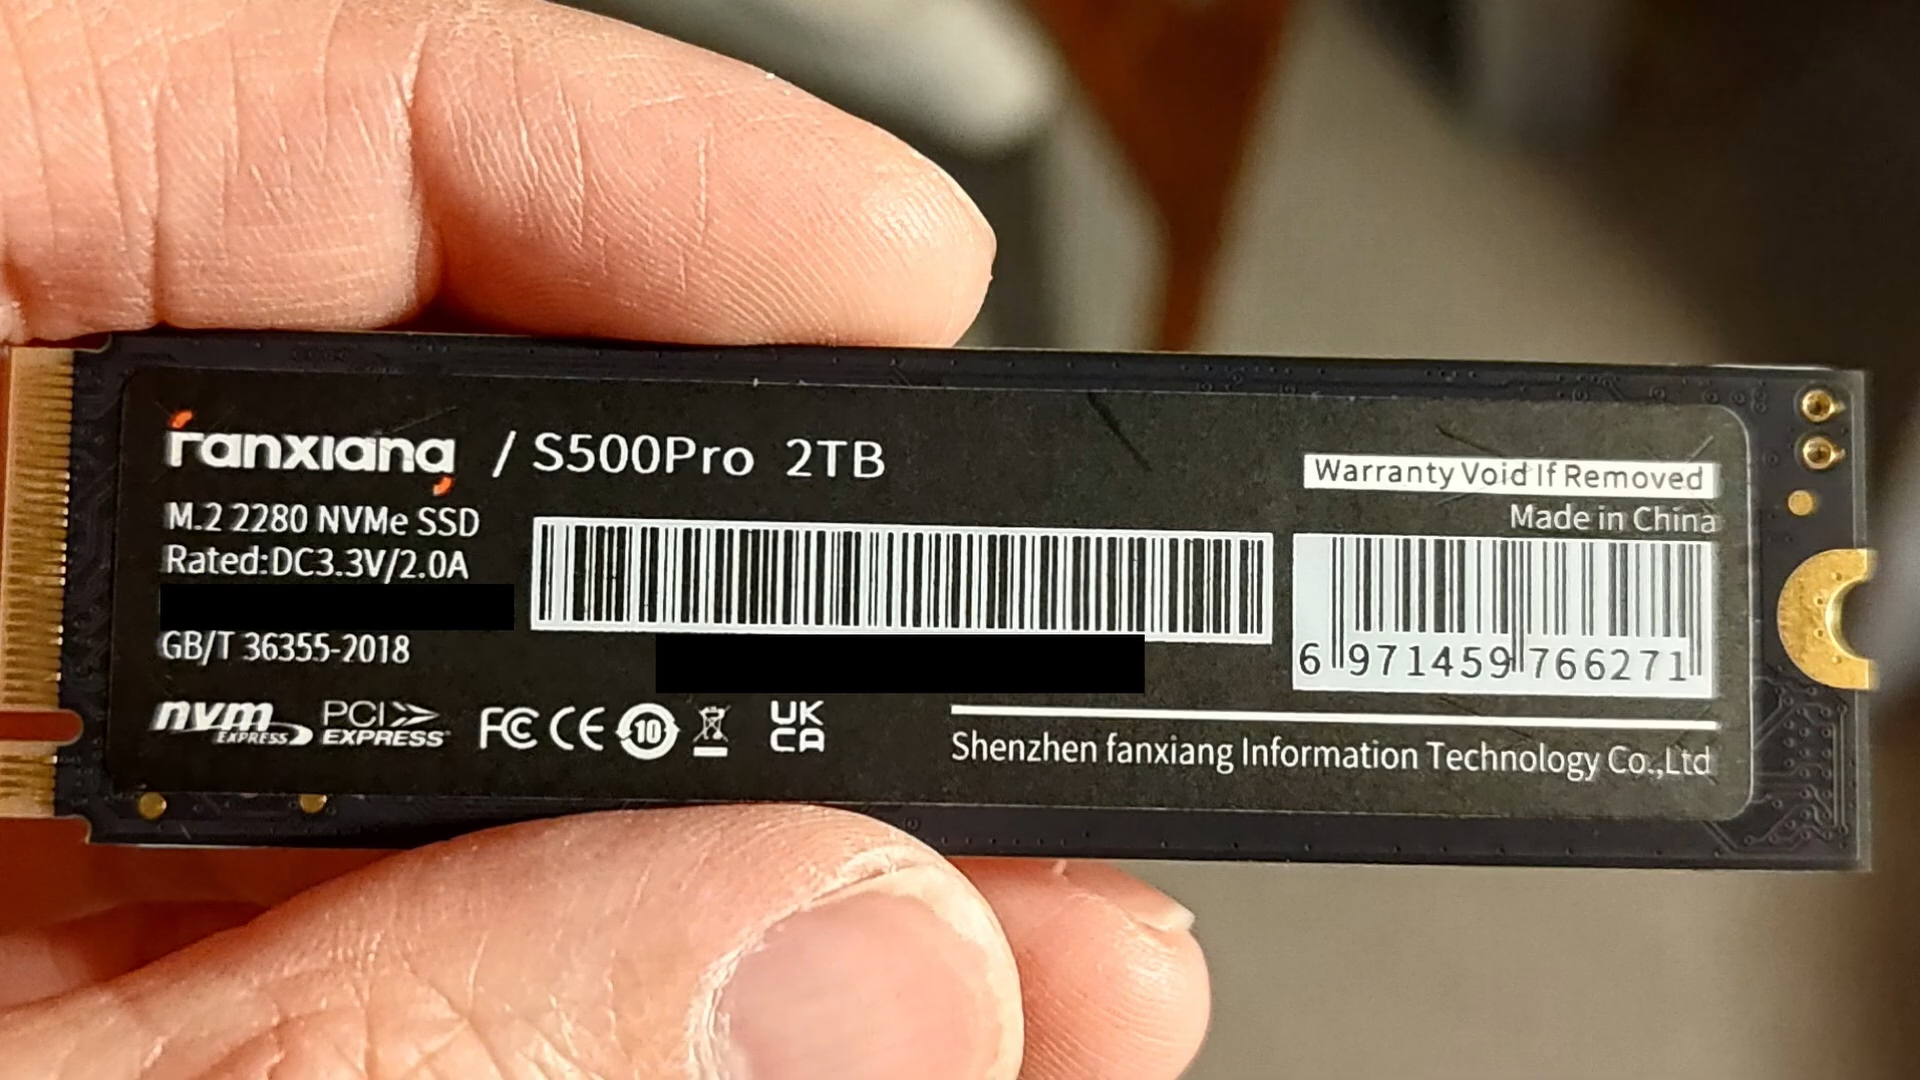 fanxiang / S500Pro 2TB
M.2 2280 NVMe SSD
Rated:DC3.3V/2.0A
GB/T 36355-2018
nvm EXPRESS
PCI EXPRESS
FC CE 10
UK CA
Warranty Void If Removed
Made in China
6 971459 766271
Shenzhen fanxiang Information Technology Co.,Ltd